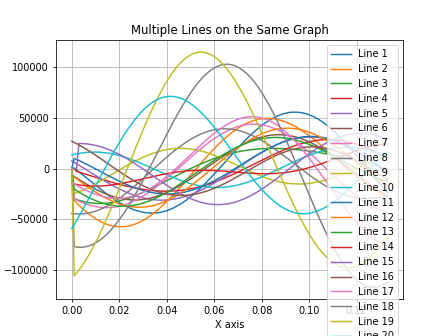 Multiple Lines on the Same Graph
100000
50000
0
−50000
−100000
0.00 0.02 0.04 0.06 0.08 0.10
X axis
Line 1
Line 2
Line 3
Line 4
Line 5
Line 6
Line 7
Line 8
Line 9
Line 10
Line 11
Line 12
Line 13
Line 14
Line 15
Line 16
Line 17
Line 18
Line 19
Line 20